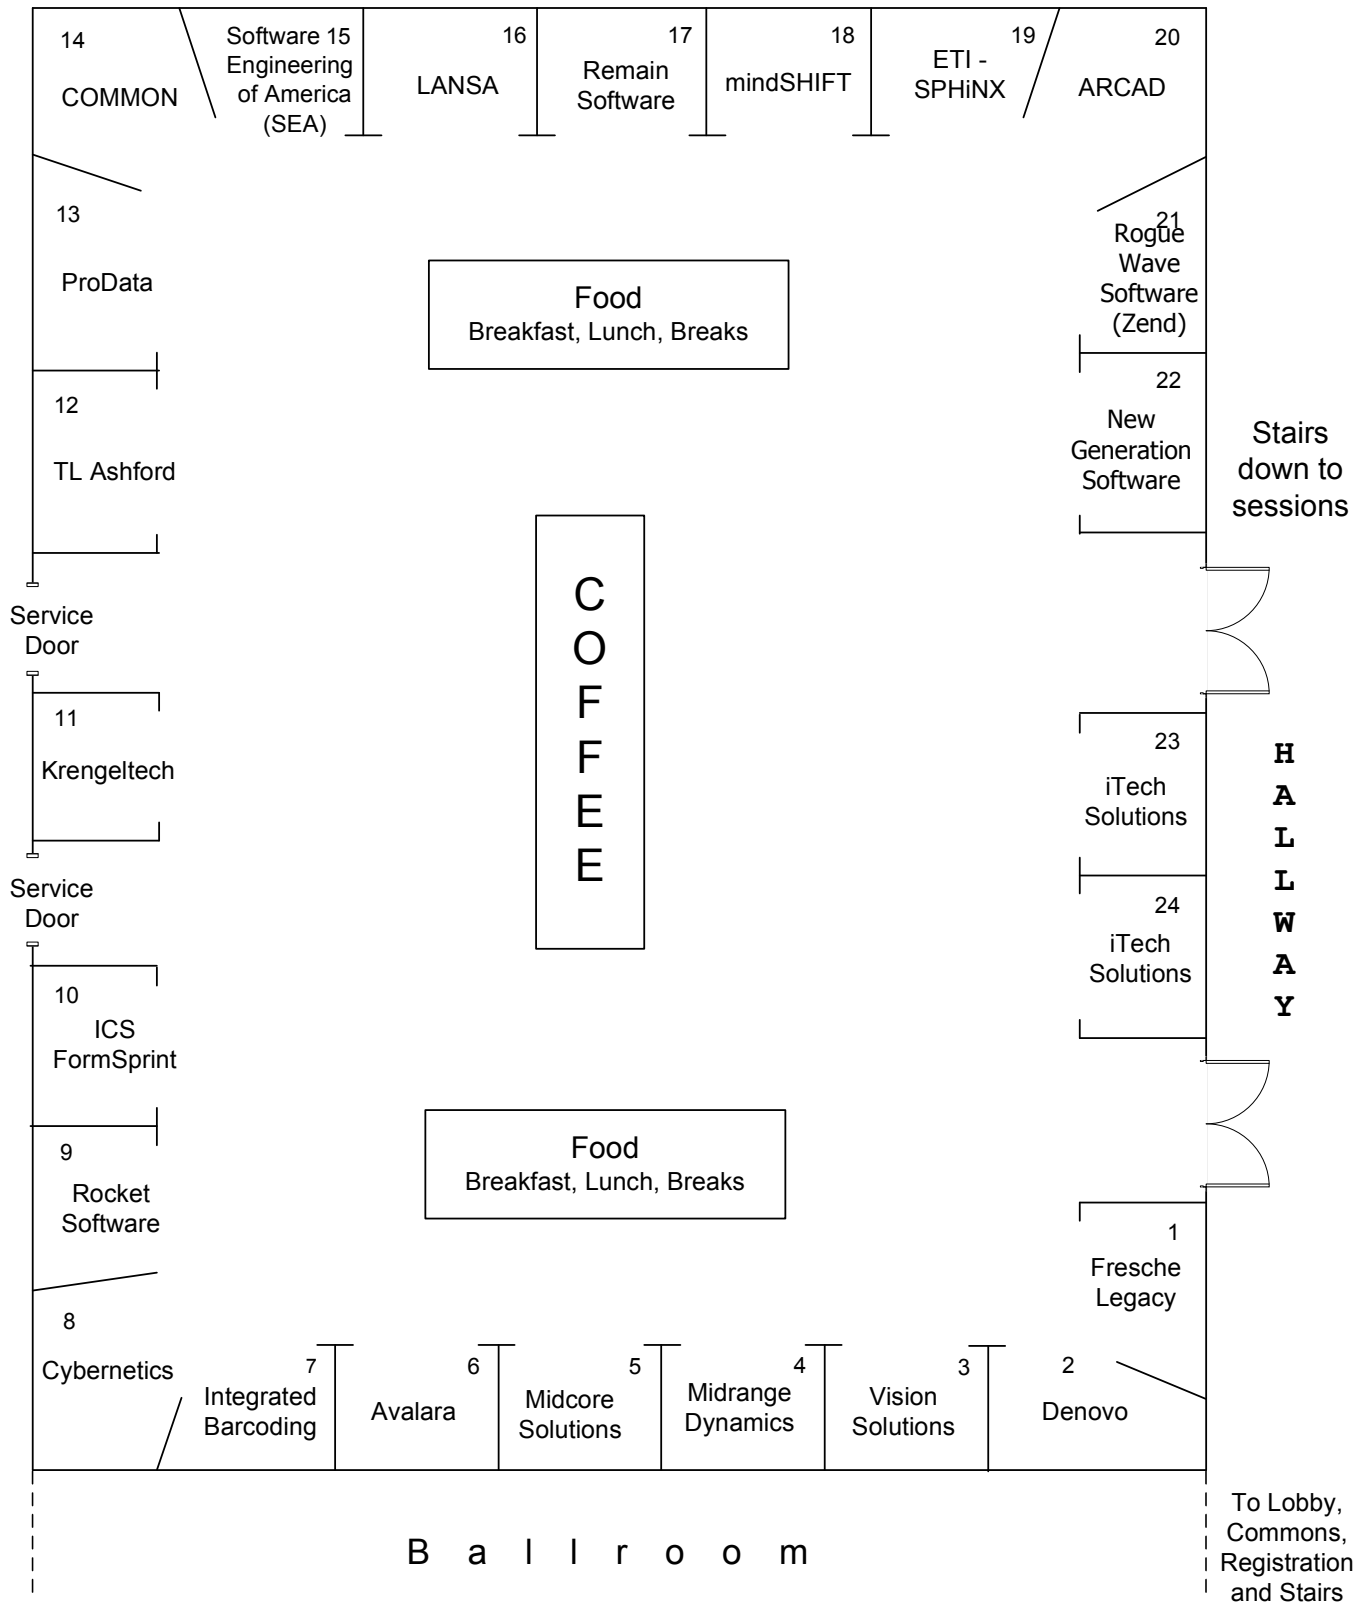 14
COMMON
Software 15
Engineering
of America
(SEA)
16
LANSA
17
Remain
Software
18
mindSHIFT
19
ETI -
SPHiNX
20
ARCAD
13
ProData
Food
Breakfast, Lunch, Breaks
21
Rogue
Wave
Software
(Zend)
12
TL Ashford
22
New
Generation
Software
Stairs
down to
sessions
Service
Door
COFFEE
11
Krengeltech
23
iTech
Solutions
HALLWAY
Service
Door
24
iTech
Solutions
10
ICS
FormSprint
9
Rocket
Software
Food
Breakfast, Lunch, Breaks
1
Fresche
Legacy
8
Cybernetics
7
Integrated
Barcoding
6
Avalara
5
Midcore
Solutions
4
Midrange
Dynamics
3
Vision
Solutions
2
Denovo
Ballroom
To Lobby,
Commons,
Registration
and Stairs